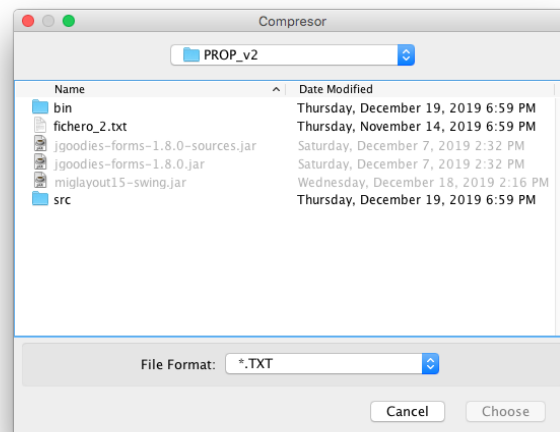 Compresor
PROP_v2
Name Date Modified
bin Thursday, December 19, 2019 6:59 PM
fichero_2.txt Thursday, November 14, 2019 6:59 PM
jgoodies-forms-1.8.0-sources.jar Saturday, December 7, 2019 2:32 PM
jgoodies-forms-1.8.0.jar Saturday, December 7, 2019 2:32 PM
miglayout15-swing.jar Wednesday, December 18, 2019 2:16 PM
src Thursday, December 19, 2019 6:59 PM
File Format: *.TXT
Cancel Choose